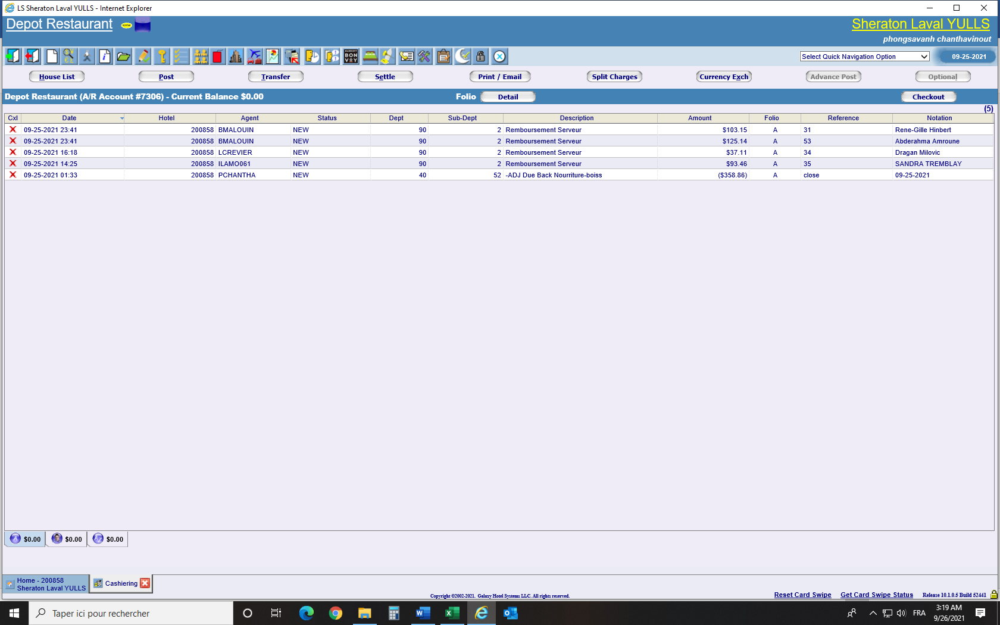 LS Sheraton Laval YULLS - Internet Explorer
Depot Restaurant NEW Sheraton Laval YULLS
phongsavanh chanthavinout
MARRIOTT BON VOY
Select Quick Navigation Option 09-25-2021
House List Post Transfer Settle Print / Email Split Charges Currency Exch Advance Post Optional
Depot Restaurant (A/R Account #7306) - Current Balance $0.00 Folio Detail Checkout
(5)
Cxl Date Hotel Agent Status Dept Sub-Dept Description Amount Folio Reference Notation
09-25-2021 23:41 200858 BMALOUIN NEW 90 2 Remboursement Serveur $103.15 A 31 Rene-Gille Hinbert
09-25-2021 23:41 200858 BMALOUIN NEW 90 2 Remboursement Serveur $125.14 A 53 Abderahma Amroune
09-25-2021 16:18 200858 LCREVIER NEW 90 2 Remboursement Serveur $37.11 A 34 Dragan Milovic
09-25-2021 14:25 200858 ILAMO061 NEW 90 2 Remboursement Serveur $93.46 A 35 SANDRA TREMBLAY
09-25-2021 01:33 200858 PCHANTHA NEW 40 52 -ADJ Due Back Nourriture-boiss ($358.86) A close 09-25-2021
$0.00 $0.00 $0.00
Home - 200858
Sheraton Laval YULLS
Cashiering
Copyright ©2002-2021. Galaxy Hotel Systems LLC. All rights reserved.
Reset Card Swipe Get Card Swipe Status Release 10.1.0.5 Build 52441
Taper ici pour rechercher
FRA
3:19 AM
9/26/2021